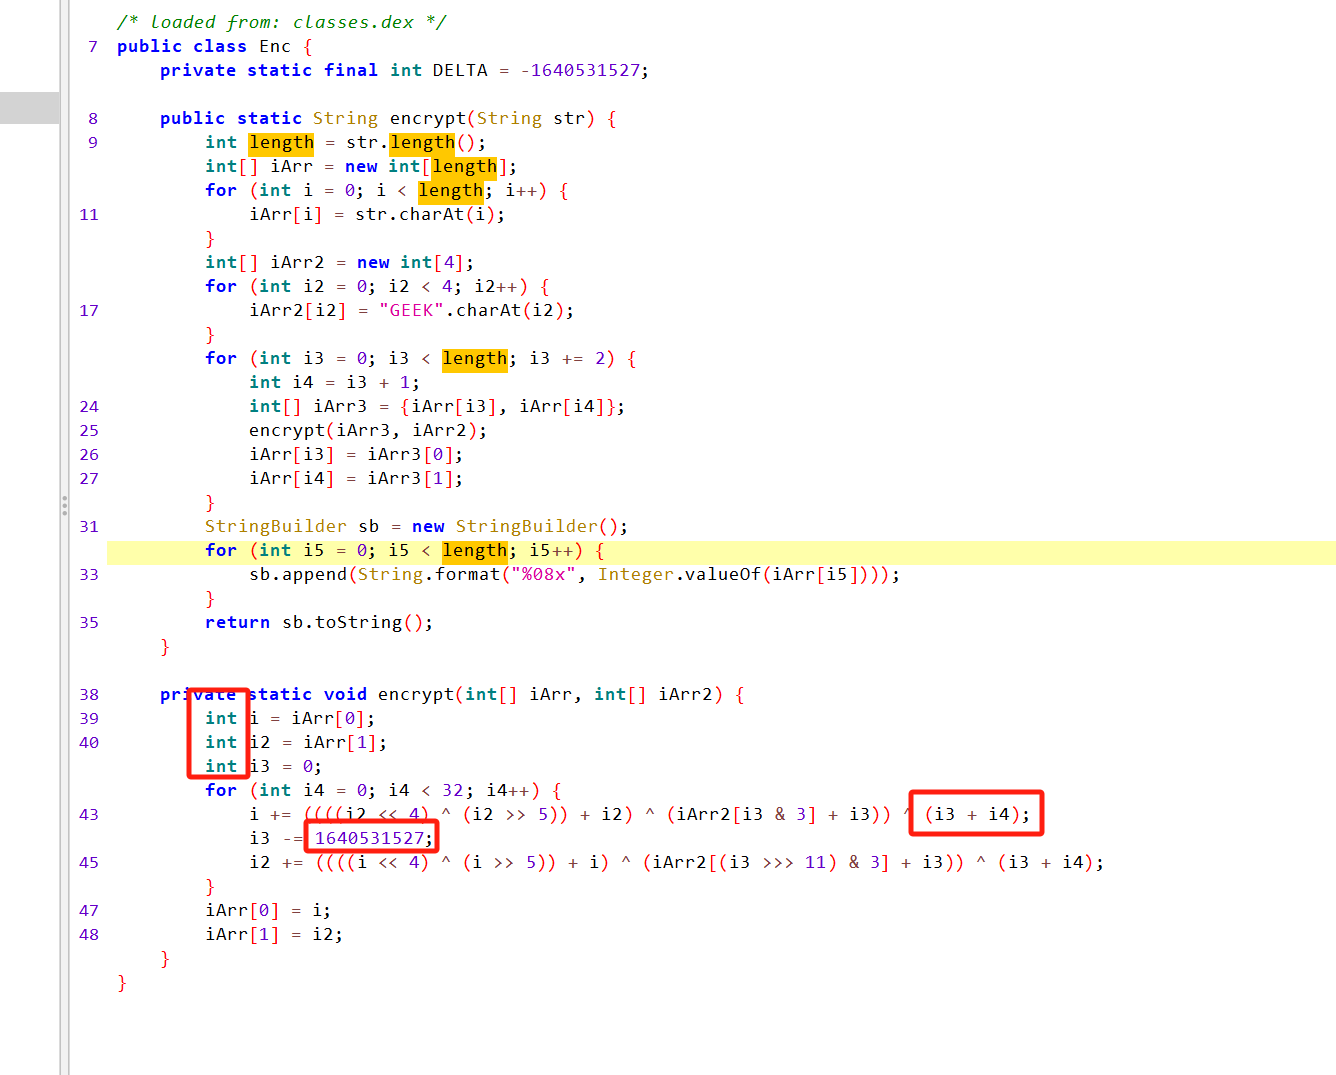 /* loaded from: classes.dex */
7 public class Enc {
private static final int DELTA = -1640531527;
8 public static String encrypt(String str) {
9 int length = str.length();
int[] iArr = new int[length];
for (int i = 0; i < length; i++) {
11 iArr[i] = str.charAt(i);
}
int[] iArr2 = new int[4];
for (int i2 = 0; i2 < 4; i2++) {
17 iArr2[i2] = "GEEK".charAt(i2);
}
for (int i3 = 0; i3 < length; i3 += 2) {
int i4 = i3 + 1;
24 int[] iArr3 = {iArr[i3], iArr[i4]};
25 encrypt(iArr3, iArr2);
26 iArr[i3] = iArr3[0];
27 iArr[i4] = iArr3[1];
}
31 StringBuilder sb = new StringBuilder();
for (int i5 = 0; i5 < length; i5++) {
33 sb.append(String.format("%08x", Integer.valueOf(iArr[i5])));
}
35 return sb.toString();
}
38 private static void encrypt(int[] iArr, int[] iArr2) {
39 int i = iArr[0];
40 int i2 = iArr[1];
int i3 = 0;
for (int i4 = 0; i4 < 32; i4++) {
43 i += ((((i2 << 4) ^ (i2 >> 5)) + i2) ^ (iArr2[i3 & 3] + i3)) ^ (i3 + i4);
i3 -= 1640531527;
45 i2 += ((((i << 4) ^ (i >> 5)) + i) ^ (iArr2[(i3 >>> 11) & 3] + i3)) ^ (i3 + i4);
}
47 iArr[0] = i;
48 iArr[1] = i2;
}
}